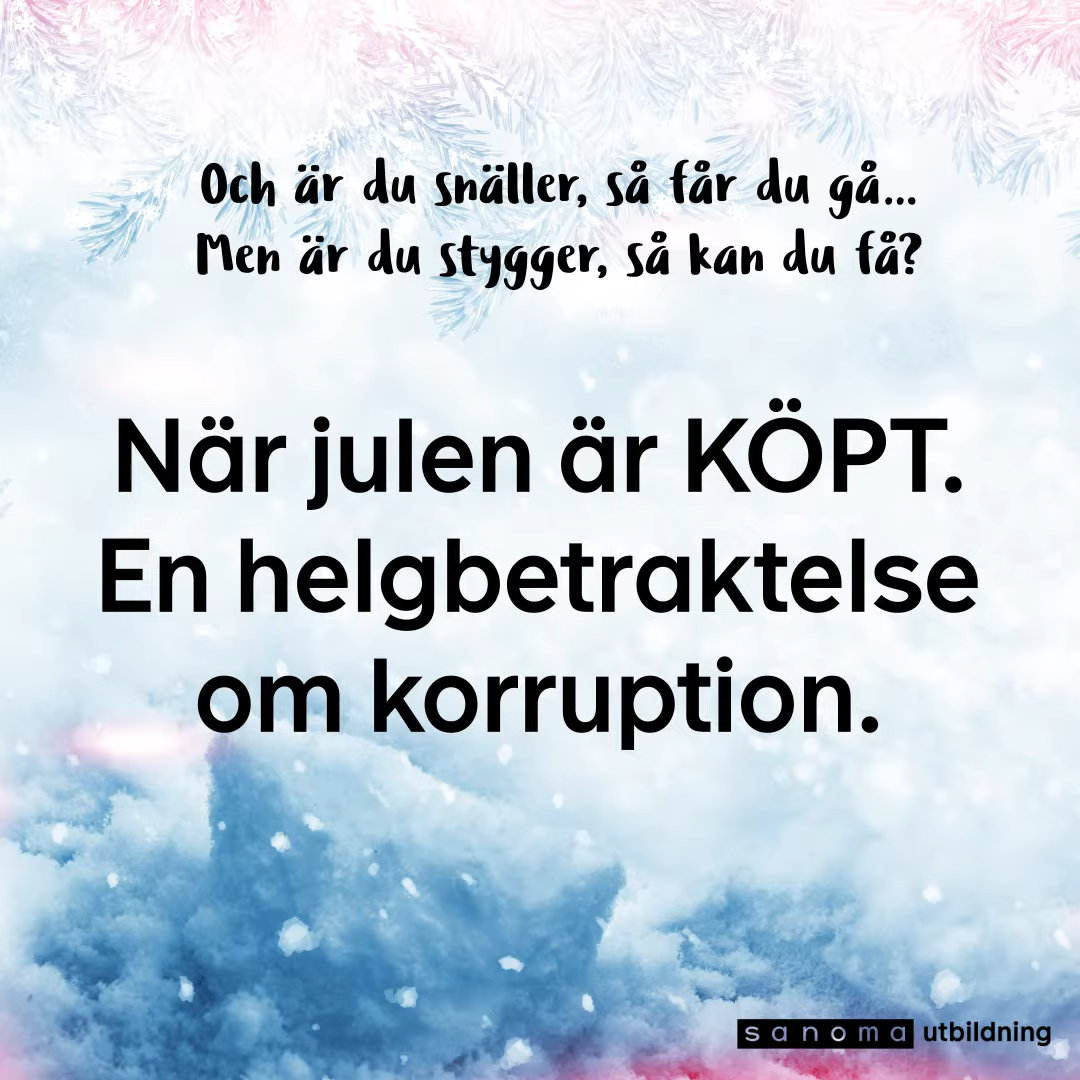 Och är du snäller, så får du gå...
Men är du stygger, så kan du få?
När julen är KÖPT.
En helgbetraktelse
om korruption.
sanoma utbildning